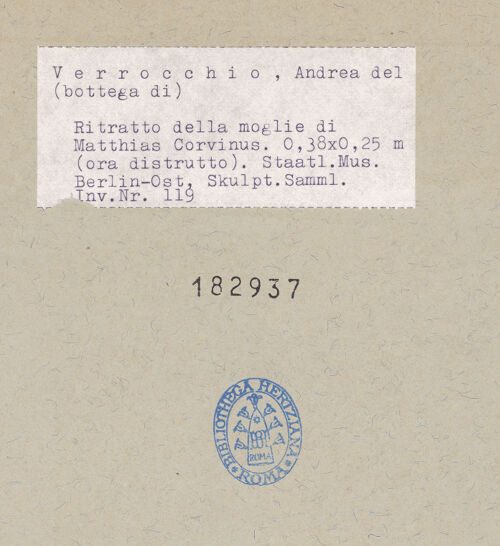 V e r r o c c h i o , Andrea del
(bottega di)
Ritratto della moglie di
Matthias Corvinus. 0,38x0,25 m
(ora distrutto). Staatl.Mus.
Berlin-Ost, Skulpt.Samml.
Inv.Nr. 119
182937
BIBLIOTHECA HERTZIANA
ROMA
ROMA